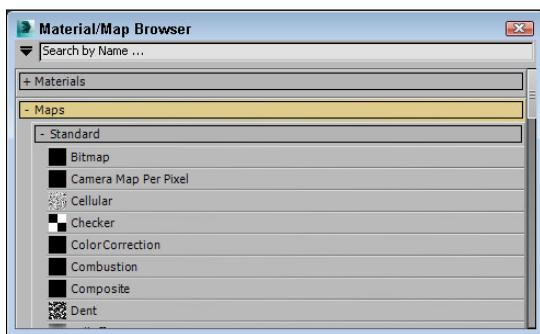 Material/Map Browser
Search by Name ...
+ Materials
- Maps
- Standard
Bitmap
Camera Map Per Pixel
Cellular
Checker
ColorCorrection
Combustion
Composite
Dent